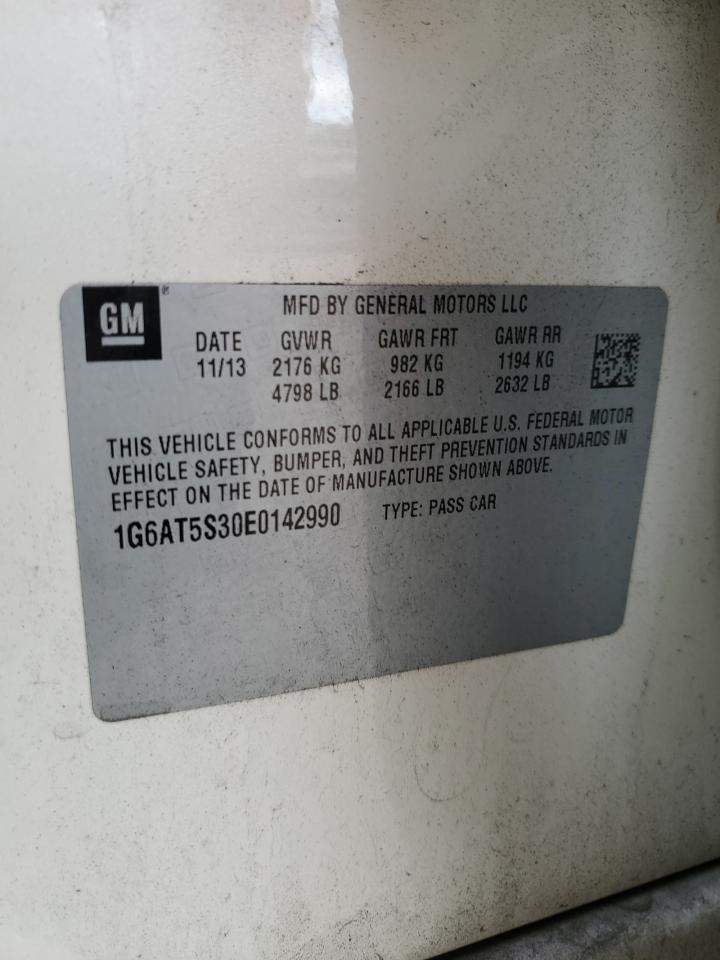 GM
MFD BY GENERAL MOTORS LLC
DATE GVWR GAWR FRT GAWR RR
11/13 2176 KG 982 KG 1194 KG
4798 LB 2166 LB 2632 LB
THIS VEHICLE CONFORMS TO ALL APPLICABLE U.S. FEDERAL MOTOR
VEHICLE SAFETY, BUMPER, AND THEFT PREVENTION STANDARDS IN
EFFECT ON THE DATE OF MANUFACTURE SHOWN ABOVE.
1G6AT5S30E0142990 TYPE: PASS CAR